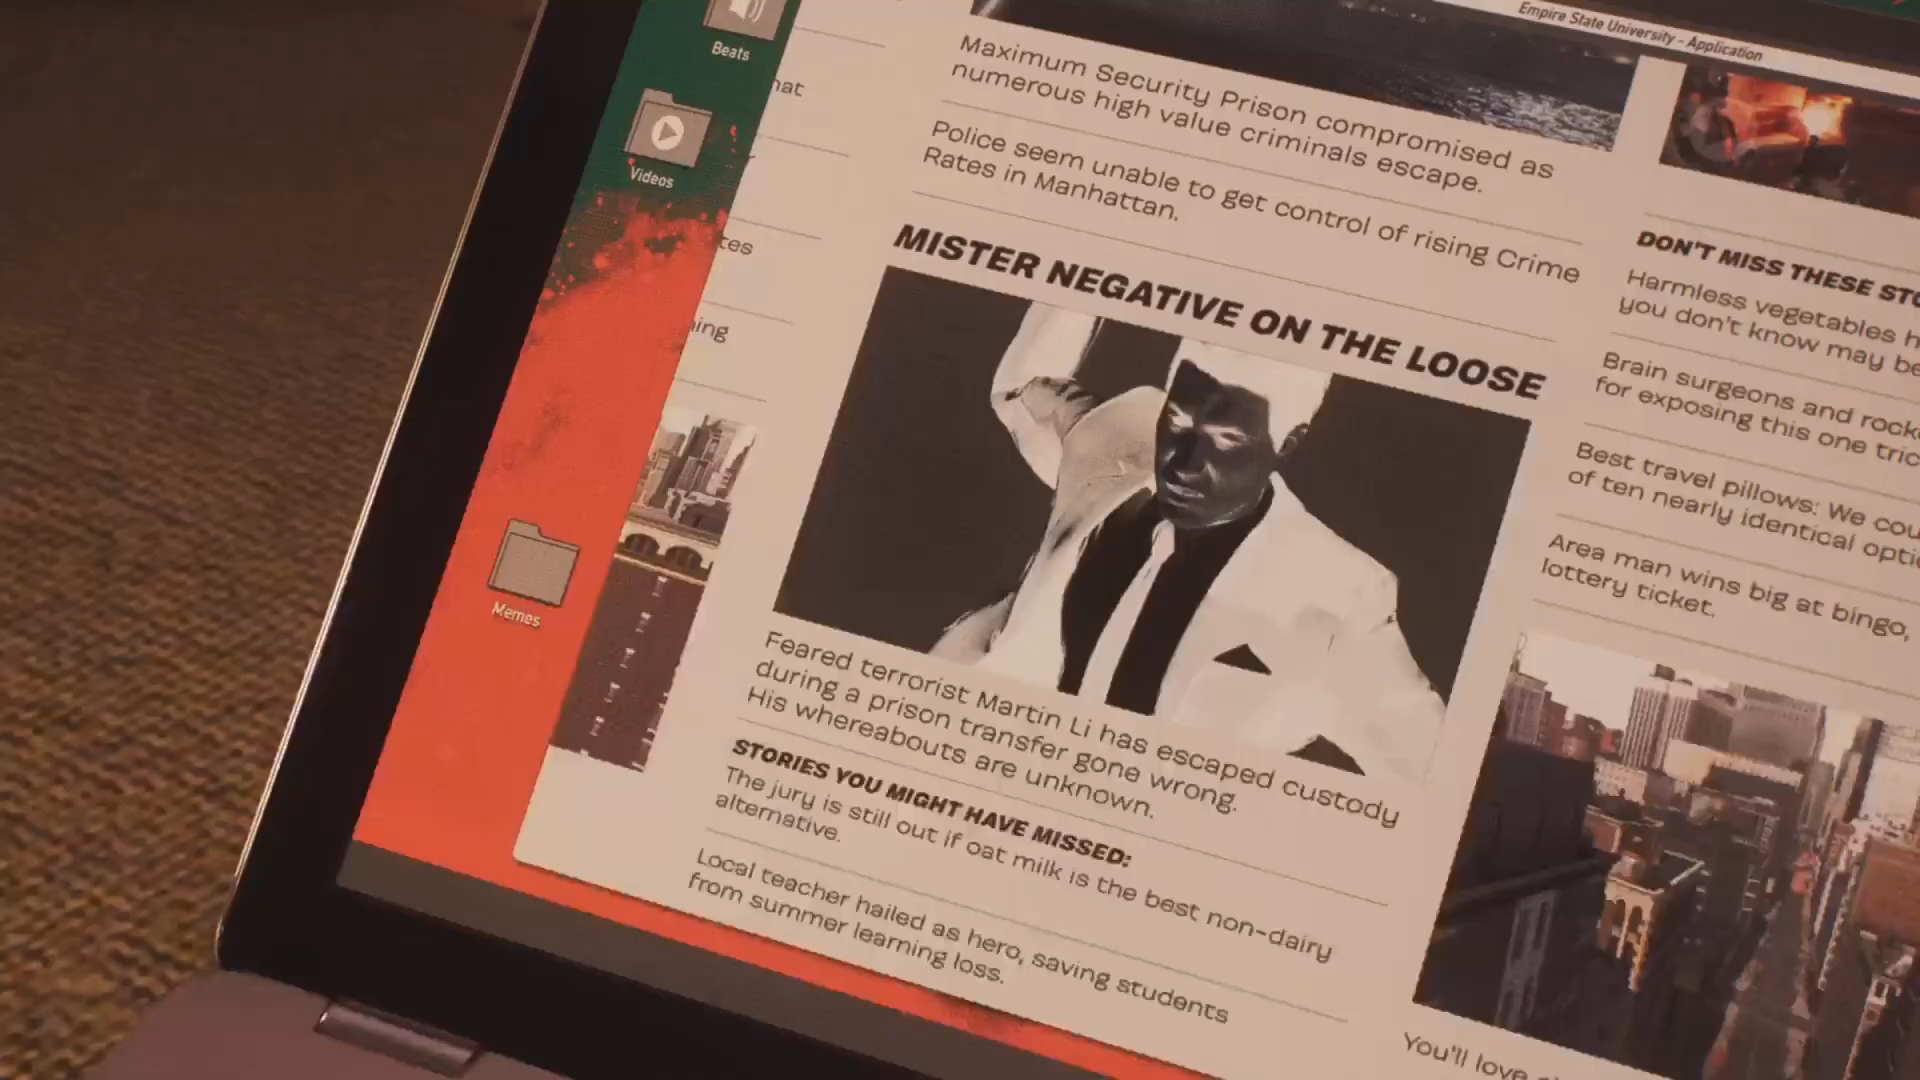 Empire State University - Application
Beats
Videos
Memes
Maximum Security Prison compromised as
numerous high value criminals escape.
Police seem unable to get control of rising Crime
Rates in Manhattan.
MISTER NEGATIVE ON THE LOOSE
Feared terrorist Martin Li has escaped custody
during a prison transfer gone wrong.
His whereabouts are unknown.
STORIES YOU MIGHT HAVE MISSED:
The jury is still out if oat milk is the best non-dairy
alternative.
Local teacher hailed as hero, saving students
from summer learning loss.
DON'T MISS THESE
Harmless vegetables
you don't know may be
Brain surgeons and
for exposing this one
Best travel pillows: We
of ten nearly identical
Area man wins big at bingo,
lottery ticket.
You'll love